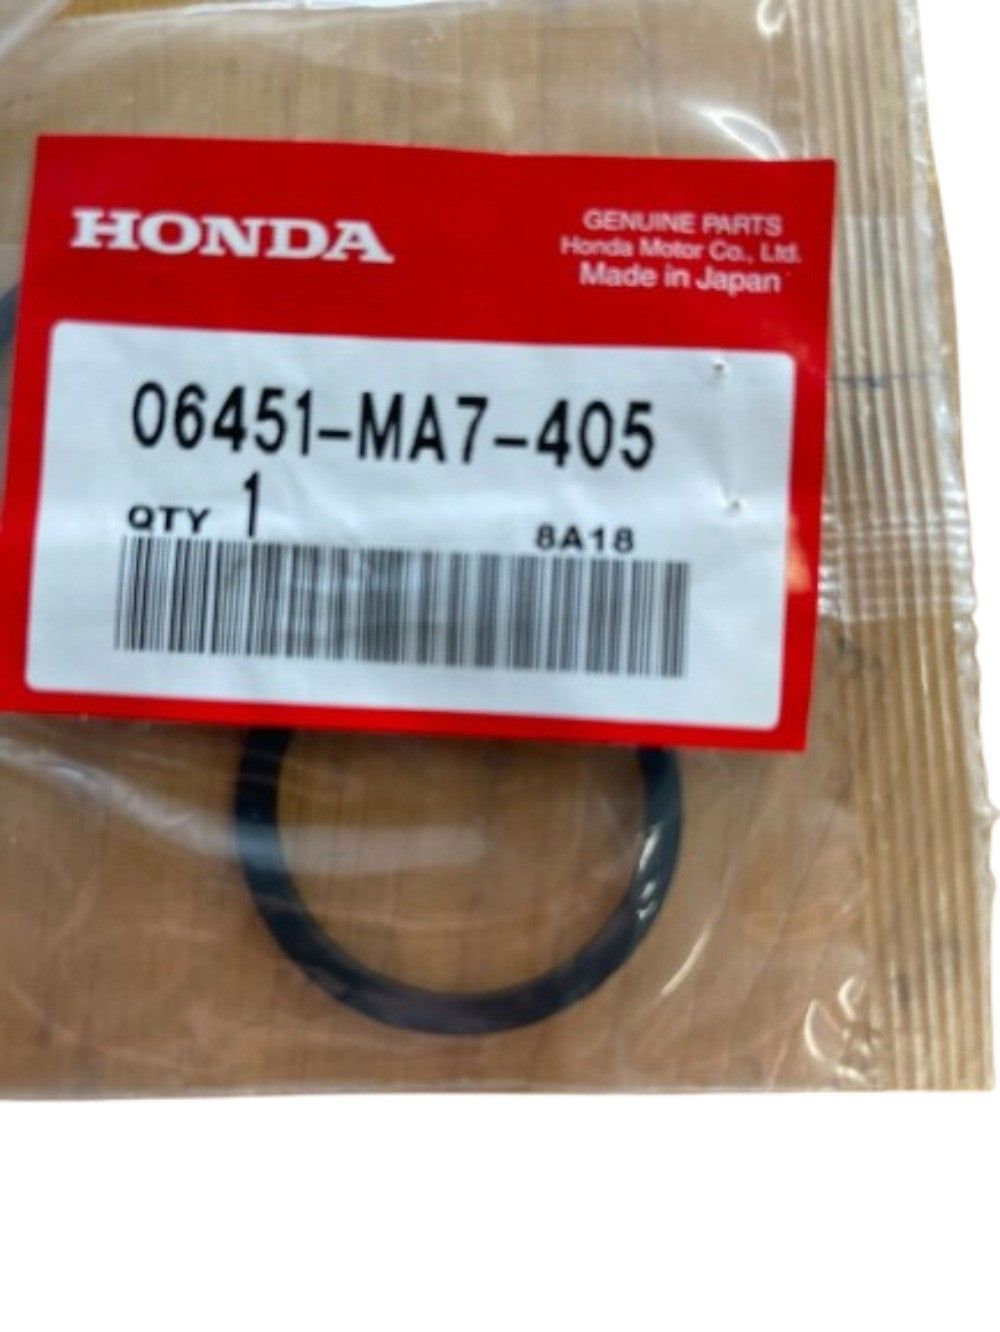 HONDA
GENUINE PARTS
Honda Motor Co., Ltd.
Made in Japan
06451-MA7-405
QTY 1
8A18